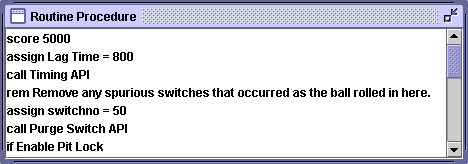 Routine Procedure
score 5000
assign Lag Time = 800
call Timing API
rem Remove any spurious switches that occurred as the ball rolled in here.
assign switchno = 50
call Purge Switch API
if Enable Pit Lock